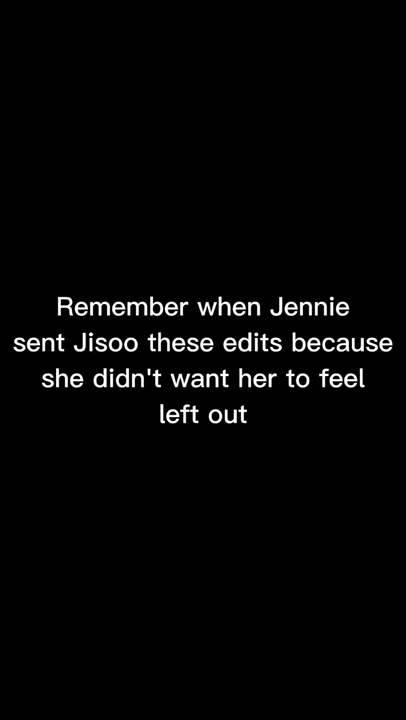 Remember when Jennie
sent Jisoo these edits because
she didn't want her to feel
left out